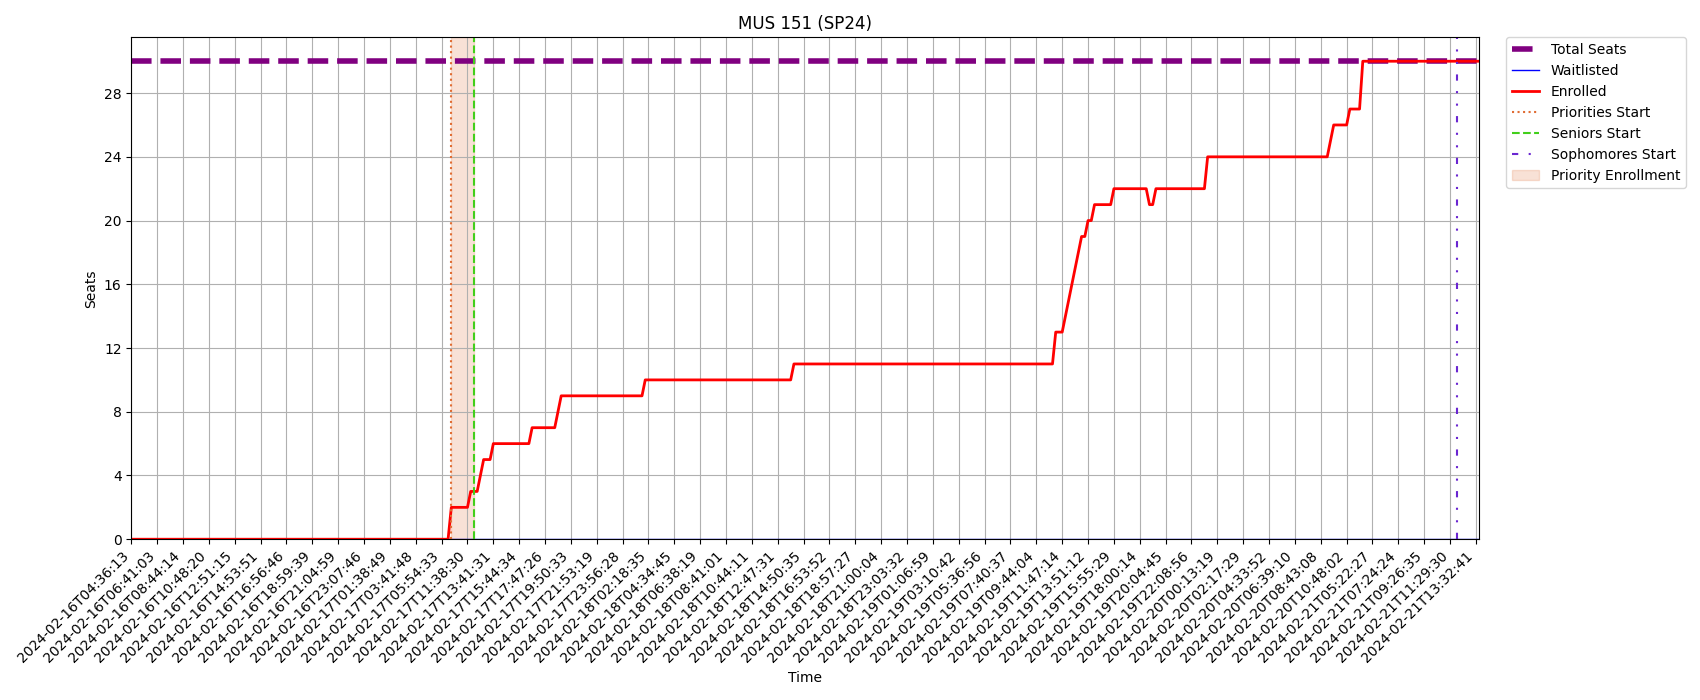 MUS 151 (SP24)
Total Seats
Waitlisted
Enrolled
Priorities Start
Seniors Start
Sophomores Start
Priority Enrollment
Seats
28
24
20
16
12
8
4
0
2024-02-16T04:36:13
2024-02-16T06:41:03
2024-02-16T08:44:14
2024-02-16T10:48:20
2024-02-16T12:51:15
2024-02-16T14:53:51
2024-02-16T16:56:46
2024-02-16T18:59:39
2024-02-16T21:04:59
2024-02-16T23:07:46
2024-02-17T01:38:49
2024-02-17T03:41:48
2024-02-17T05:54:33
2024-02-17T11:38:30
2024-02-17T13:41:31
2024-02-17T15:44:34
2024-02-17T17:47:26
2024-02-17T19:50:33
2024-02-17T21:53:19
2024-02-17T23:56:28
2024-02-18T02:18:35
2024-02-18T04:34:45
2024-02-18T06:38:19
2024-02-18T08:41:01
2024-02-18T10:44:11
2024-02-18T12:47:31
2024-02-18T14:50:35
2024-02-18T16:53:52
2024-02-18T18:57:27
2024-02-18T21:00:04
2024-02-18T23:03:32
2024-02-19T01:06:59
2024-02-19T03:10:42
2024-02-19T05:36:56
2024-02-19T07:40:37
2024-02-19T09:44:04
2024-02-19T11:47:14
2024-02-19T13:51:12
2024-02-19T15:55:29
2024-02-19T18:00:14
2024-02-19T20:04:45
2024-02-19T22:08:56
2024-02-20T00:13:19
2024-02-20T02:17:29
2024-02-20T04:33:52
2024-02-20T06:39:10
2024-02-20T08:43:08
2024-02-20T10:48:02
2024-02-21T05:22:27
2024-02-21T07:24:24
2024-02-21T09:26:35
2024-02-21T11:29:30
2024-02-21T13:32:41
Time